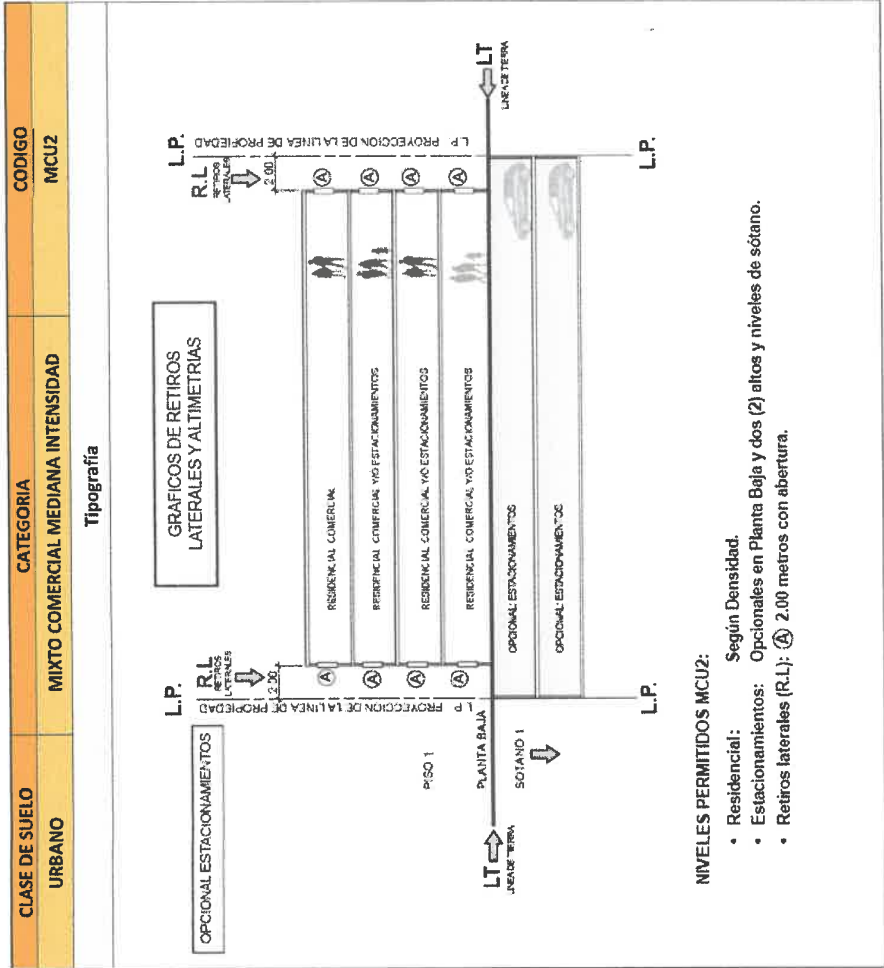 CLASE DE SUELO
CATEGORIA
CODIGO
URBANO
MIXTO COMERCIAL MEDIANA INTENSIDAD
MCU2
Tipografía
GRAFICOS DE RETIROS
LATERALES Y ALTIMETRIAS
OPCIONAL ESTACIONAMIENTOS
L.P.
R.L
RETIROS
LATERALES
2.00
L.P.
R.L
RETIROS
LATERALES
2.00
L.P PROYECCION DE LA LINEA DE PROPIEDAD
L.P PROYECCION DE LA LINEA DE PROPIEDAD
A
RESIDENCIAL COMERCIAL
A
A
RESIDENCIAL COMERCIAL Y/O ESTACIONAMIENTOS
A
PISO 1
A
RESIDENCIAL COMERCIAL Y/O ESTACIONAMIENTOS
A
PLANTA BAJA
A
RESIDENCIAL COMERCIAL Y/O ESTACIONAMIENTOS
A
LT
LINEA DE TIERRA
LT
LINEA DE TIERRA
SOTANO 1
OPCIONAL: ESTACIONAMIENTOS
OPCIONAL: ESTACIONAMIENTOS
L.P.
L.P.
NIVELES PERMITIDOS MCU2:
• Residencial: Según Densidad.
• Estacionamientos: Opcionales en Planta Baja y dos (2) altos y niveles de sótano.
• Retiros laterales (R.L): A 2.00 metros con abertura.